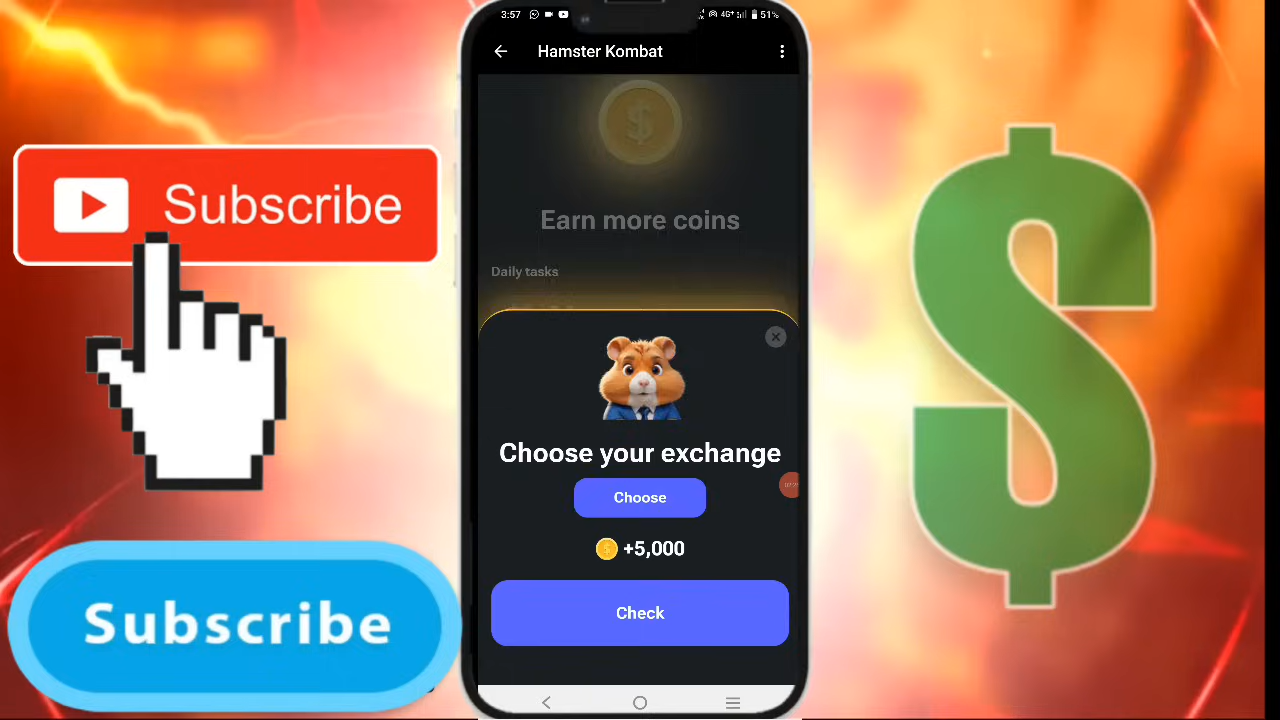 3:57
4G+
51%
Hamster Kombat
Earn more coins
Daily tasks
Choose your exchange
Choose
+5,000
Check
Subscribe
Subscribe